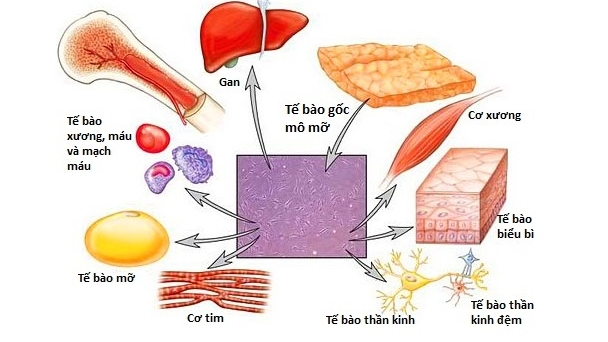 Gan
Tế bào gốc
mô mỡ
Cơ xương
Tế bào
xương, máu
và mạch
máu
Tế bào
biểu bì
Tế bào mỡ
Cơ tim
Tế bào thần kinh
Tế bào thần
kinh đệm